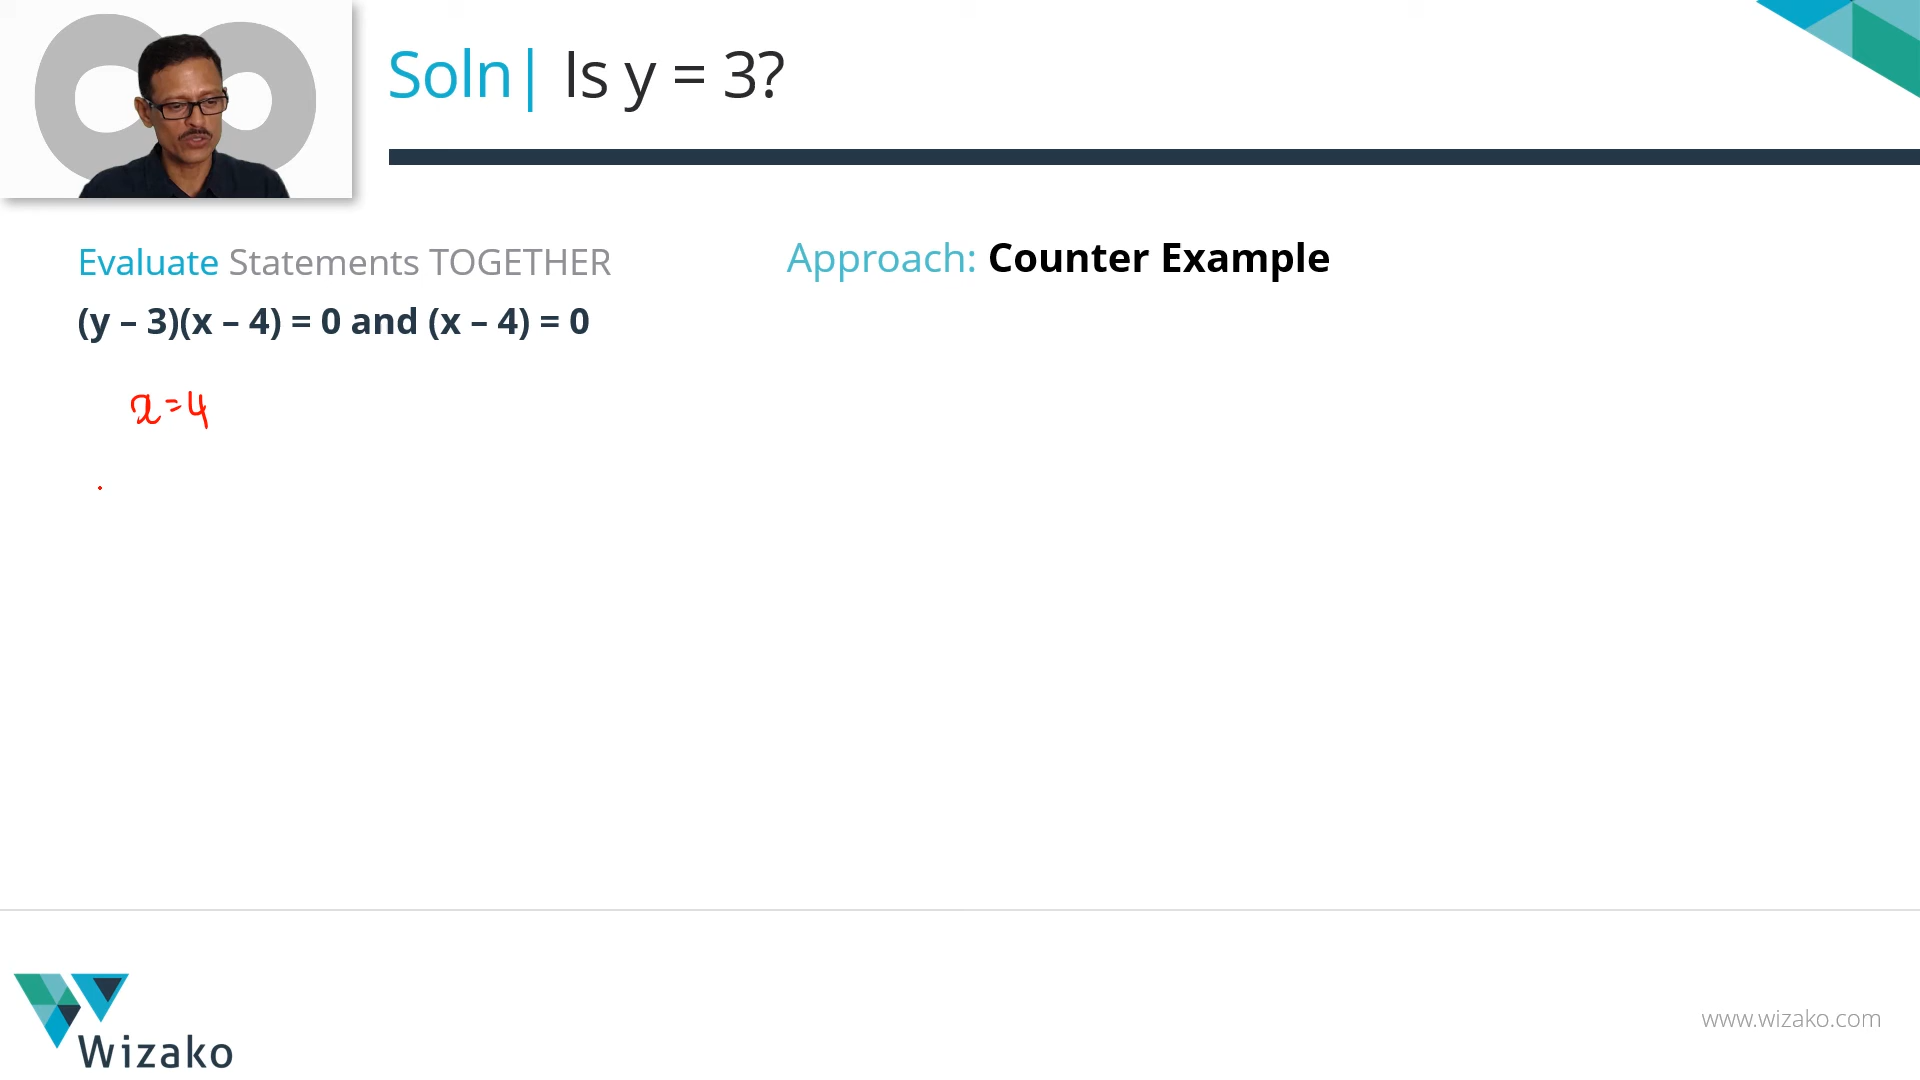 Soln| Is y = 3?
Evaluate Statements TOGETHER
Approach: Counter Example
(y – 3)(x – 4) = 0 and (x – 4) = 0
x=4
Wizako
www.wizako.com